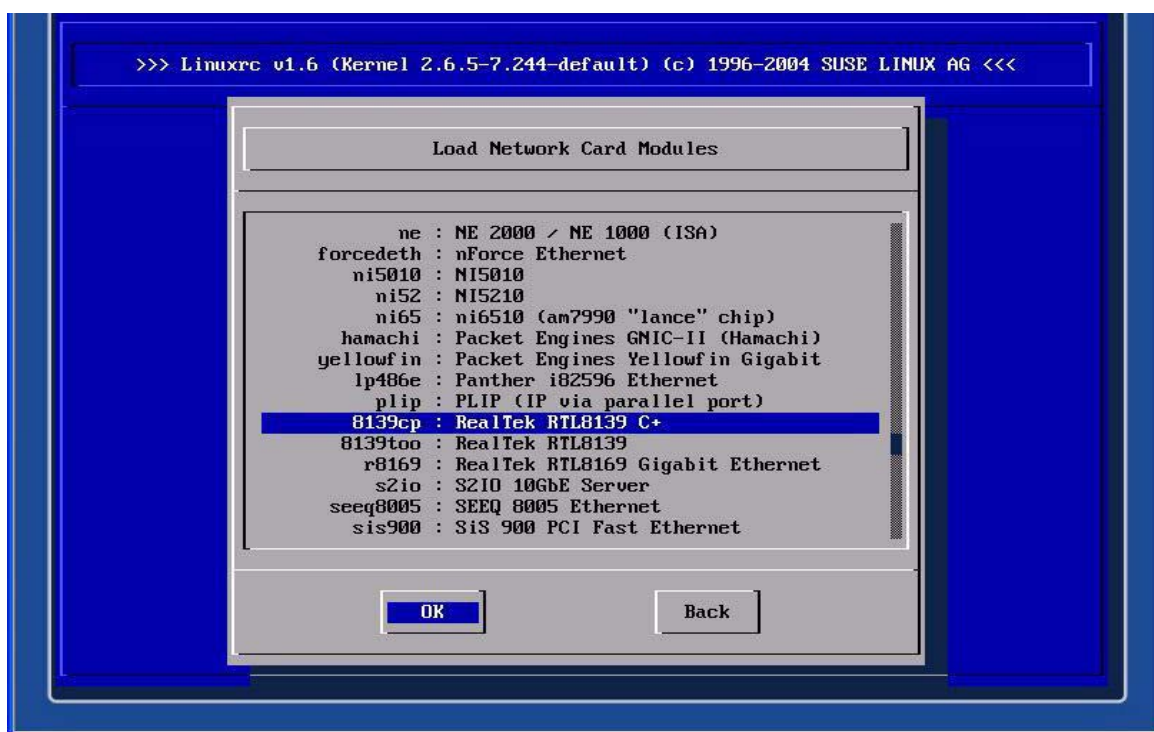 >>> Linuxrc v1.6 (Kernel 2.6.5-7.244-default) (c) 1996-2004 SUSE LINUX AG <<<
Load Network Card Modules
ne : NE 2000 / NE 1000 (ISA)
forcedeth : nForce Ethernet
ni5010 : NI5010
ni52 : NI5210
ni65 : ni6510 (am7990 "lance" chip)
hamachi : Packet Engines GNIC-II (Hamachi)
yellowfin : Packet Engines Yellowfin Gigabit
lp486e : Panther i82596 Ethernet
plip : PLIP (IP via parallel port)
8139cp : RealTek RTL8139 C+
8139too : RealTek RTL8139
r8169 : RealTek RTL8169 Gigabit Ethernet
s2io : S2IO 10GbE Server
seeq8005 : SEEQ 8005 Ethernet
sis900 : SiS 900 PCI Fast Ethernet
OK Back